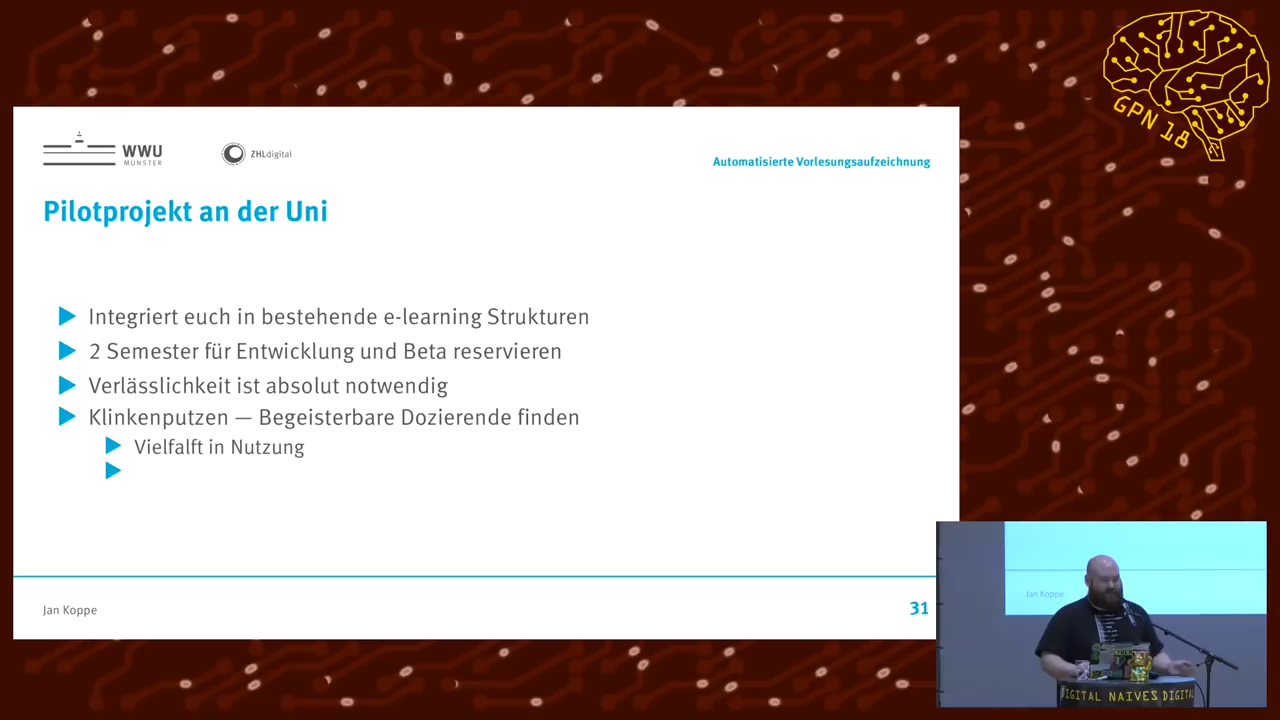 GPN 18
WWU
MÜNSTER
ZHLdigital
Automatisierte Vorlesungsaufzeichnung
Pilotprojekt an der Uni
Integriert euch in bestehende e-learning Strukturen
2 Semester für Entwicklung und Beta reservieren
Verlässlichkeit ist absolut notwendig
Klinkenputzen — Begeisterbare Dozierende finden
Vielfalft in Nutzung
Jan Koppe
31
Jan Koppe
DIGITAL NAIVES DIGITAL